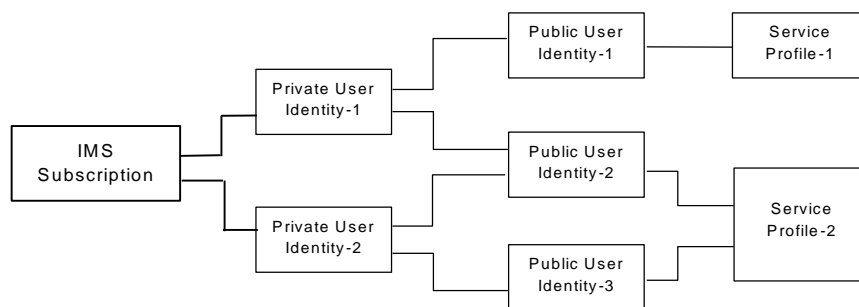 IMS
Subscription
Private User
Identity-1
Private User
Identity-2
Public User
Identity-1
Public User
Identity-2
Public User
Identity-3
Service
Profile-1
Service
Profile-2